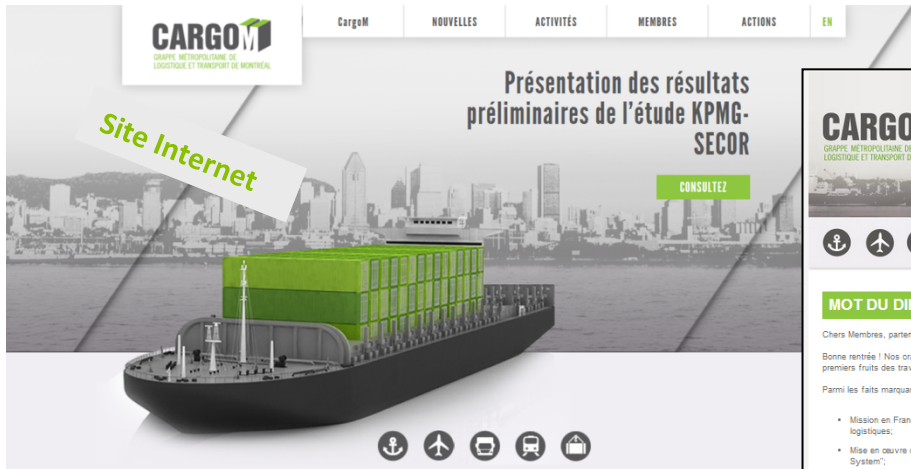 CARGOM
GRAPPE MÉTROPOLITAINE DE
LOGISTIQUE ET TRANSPORT DE MONTRÉAL
CargoM NOUVELLES ACTIVITÉS MEMBRES ACTIONS EN
Présentation des résultats
préliminaires de l'étude KPMG-
SECOR
CONSULTEZ
Site Internet
CARGO
GRAPPE MÉTROPOLITAINE DE
LOGISTIQUE ET TRANSPORT D
MOT DU DI
Chers Membres, parten
Bonne rentrée ! Nos
premiers fruits des trav
Parmi les faits marquan
• Mission en Fran
logistiques;
• Mise en œuvre
System";